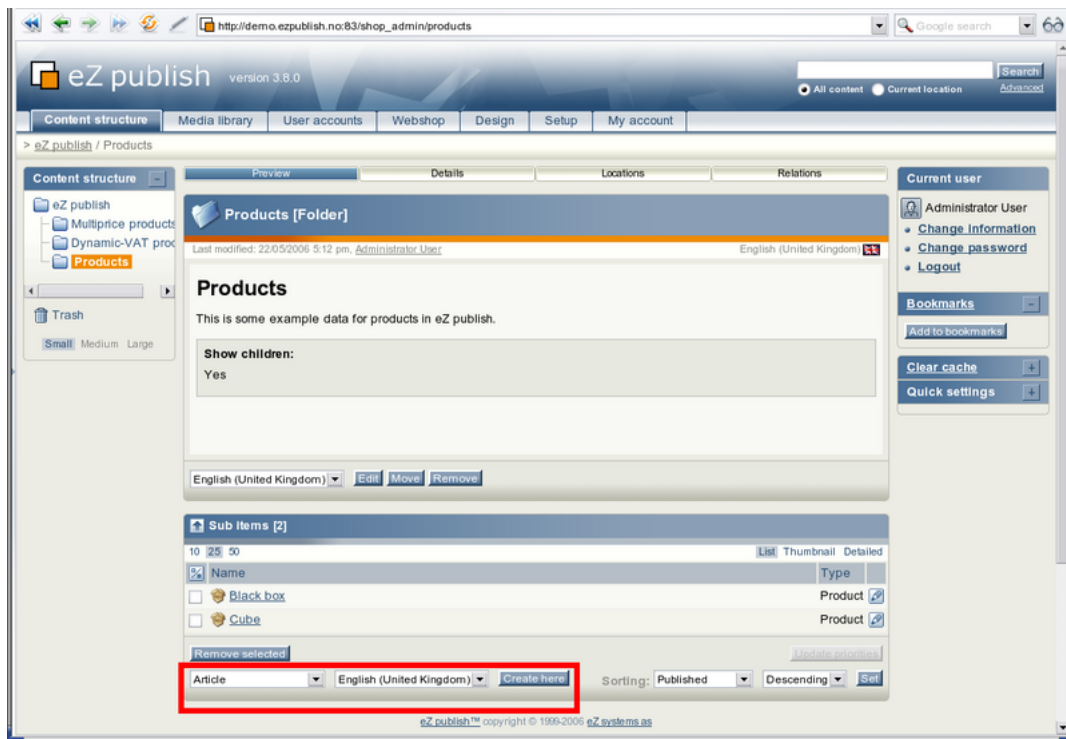 http://demo.ezpublish.no:83/shop_admin/products
Google search
eZ publish version 3.8.0
Search
All content Current location Advanced
Content structure Media library User accounts Webshop Design Setup My account
> eZ publish / Products
Content structure
eZ publish
Multiprice products
Dynamic-VAT prod
Products
Trash
Small Medium Large
Preview Details Locations Relations
Products [Folder]
Last modified: 22/05/2006 5:12 pm, Administrator User English (United Kingdom)
Products
This is some example data for products in eZ publish.
Show children:
Yes
English (United Kingdom) Edit Move Remove
Sub items [2]
10 25 50 List Thumbnail Detailed
Name Type
Black box Product
Cube Product
Remove selected Update priorities
Article English (United Kingdom) Create here Sorting: Published Descending Set
eZ publish™ copyright © 1999-2006 eZ systems as
Current user
Administrator User
Change information
Change password
Logout
Bookmarks
Add to bookmarks
Clear cache
Quick settings